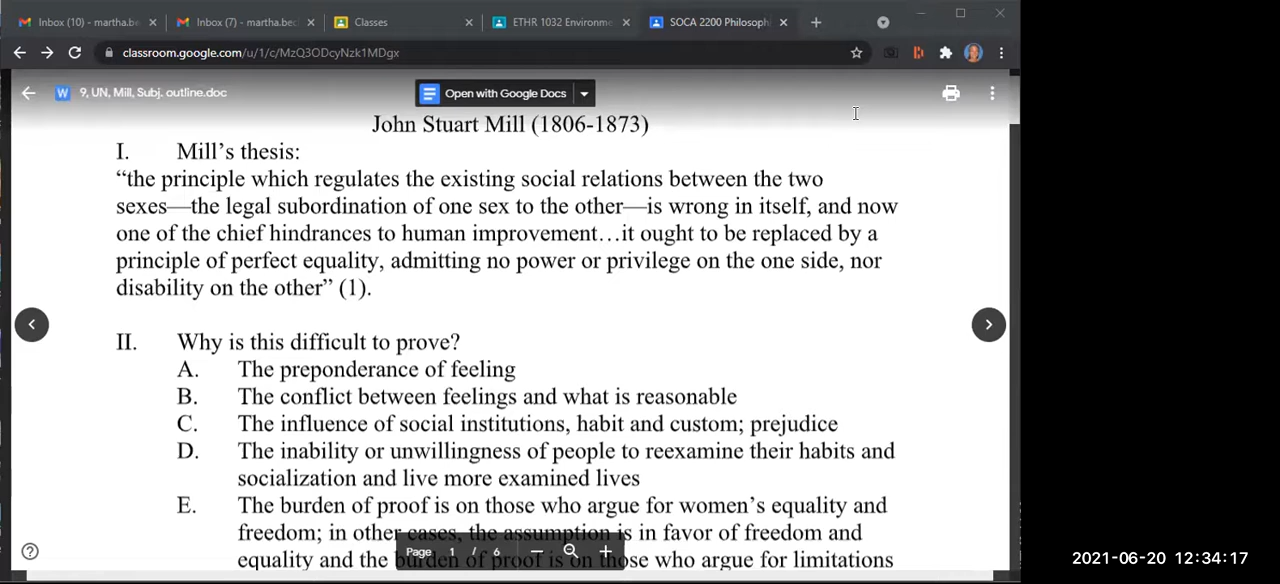 Inbox (10) - martha.be
Inbox (7) - martha.bec
Classes
ETHR 1032 Environme
SOCA 2200 Philosoph
classroom.google.com/u/1/c/MzQ3ODcyNzk1MDgx
9, UN, Mill, Subj. outline.doc
Open with Google Docs
John Stuart Mill (1806-1873)
I. Mill’s thesis:
“the principle which regulates the existing social relations between the two
sexes—the legal subordination of one sex to the other—is wrong in itself, and now
one of the chief hindrances to human improvement…it ought to be replaced by a
principle of perfect equality, admitting no power or privilege on the one side, nor
disability on the other” (1).
II. Why is this difficult to prove?
A. The preponderance of feeling
B. The conflict between feelings and what is reasonable
C. The influence of social institutions, habit and custom; prejudice
D. The inability or unwillingness of people to reexamine their habits and
socialization and live more examined lives
E. The burden of proof is on those who argue for women’s equality and
freedom; in other cases, the assumption is in favor of freedom and
equality and the burden of proof is on those who argue for limitations
Page 1 / 6
2021-06-20 12:34:17